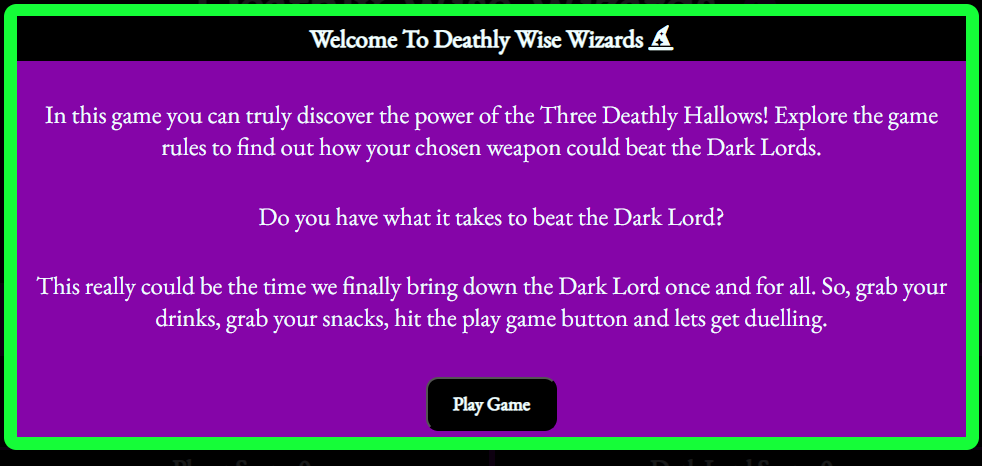 Welcome To Deathly Wise Wizards
In this game you can truly discover the power of the Three Deathly Hallows! Explore the game
rules to find out how your chosen weapon could beat the Dark Lords.
Do you have what it takes to beat the Dark Lord?
This really could be the time we finally bring down the Dark Lord once and for all. So, grab your
drinks, grab your snacks, hit the play game button and lets get duelling.
Play Game